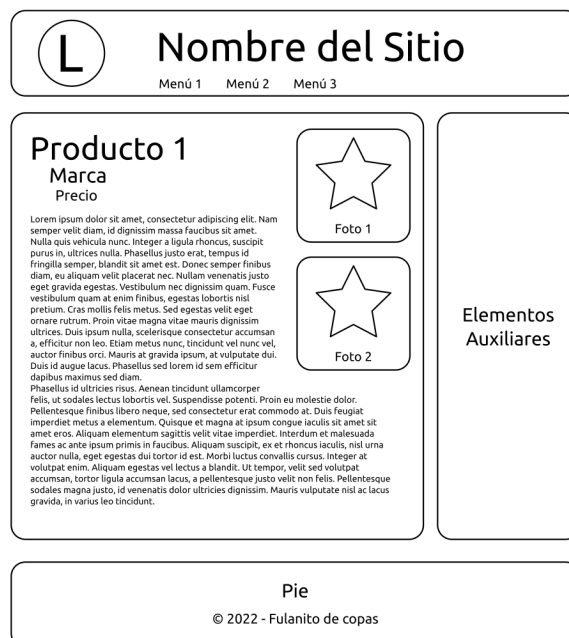 L
Nombre del Sitio
Menú 1 Menú 2 Menú 3
Producto 1
Marca
Precio
Lorem ipsum dolor sit amet, consectetur adipiscing elit. Nam
semper velit diam, id dignissim massa faucibus sit amet.
Nulla quis vehicula nunc. Integer a ligula rhoncus, suscipit
purus in, ultrices nulla. Phasellus justo erat, tempus id
fringilla semper, blandit sit amet est. Donec semper finibus
diam, eu aliquam velit placerat nec. Nullam venenatis justo
eget gravida egestas. Vestibulum nec dignissim quam. Fusce
vestibulum quam at enim finibus, egestas lobortis nisl
pretium. Cras mollis felis metus. Sed egestas velit eget
ornare rutrum. Proin vitae magna vitae mauris dignissim
ultrices. Duis ipsum nulla, scelerisque consectetur accumsan
a, efficitur non leo. Etiam metus nunc, tincidunt vel nunc vel,
auctor finibus orci. Mauris at gravida ipsum, at vulputate dui.
Duis id augue lacus. Phasellus sed lorem id sem efficitur
dapibus maximus sed diam.
Phasellus id ultricies risus. Aenean tincidunt ullamcorper
felis, ut sodales lectus lobortis vel. Suspendisse potenti. Proin eu molestie dolor.
Pellentesque finibus libero neque, sed consectetur erat commodo at. Duis feugiat
imperdiet metus a elementum. Quisque et magna at ipsum congue iaculis sit amet sit
amet eros. Aliquam elementum sagittis velit vitae imperdiet. Interdum et malesuada
fames ac ante ipsum primis in faucibus. Aliquam suscipit, ex et rhoncus iaculis, nisl urna
auctor nulla, eget egestas dui tortor id est. Morbi luctus convallis cursus. Integer at
volutpat enim. Aliquam egestas vel lectus a blandit. Ut tempor, velit sed volutpat
accumsan, tortor ligula accumsan lacus, a pellentesque justo velit non felis. Pellentesque
sodales magna justo, id venenatis dolor ultricies dignissim. Mauris vulputate nisl ac lacus
gravida, in varius leo tincidunt.
Foto 1
Foto 2
Elementos
Auxiliares
Pie
© 2022 - Fulanito de copas